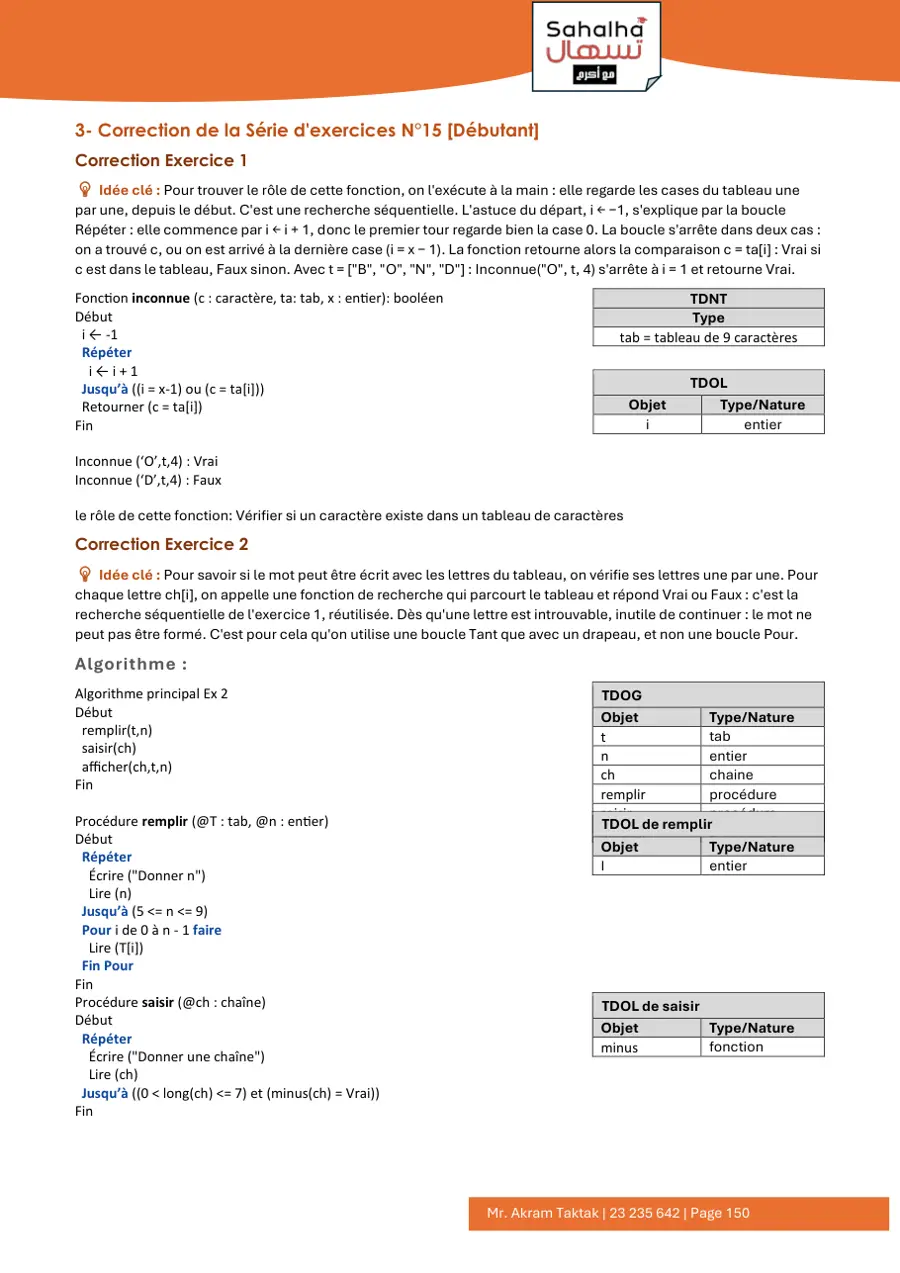 Sahalha
تسهال
مع أكرم
3- Correction de la Série d'exercices N°15 [Débutant]
Correction Exercice 1
Idée clé : Pour trouver le rôle de cette fonction, on l'exécute à la main : elle regarde les cases du tableau une
par une, depuis le début. C'est une recherche séquentielle. L'astuce du départ, i ← −1, s'explique par la boucle
Répéter : elle commence par i ← i + 1, donc le premier tour regarde bien la case 0. La boucle s'arrête dans deux cas :
on a trouvé c, ou on est arrivé à la dernière case (i = x − 1). La fonction retourne alors la comparaison c = ta[i] : Vrai si
c est dans le tableau, Faux sinon. Avec t = ["B", "O", "N", "D"] : Inconnue("O", t, 4) s'arrête à i = 1 et retourne Vrai.
Fonction inconnue (c : caractère, ta: tab, x : entier): booléen
Début
i ← -1
Répéter
i ← i + 1
Jusqu'à ((i = x-1) ou (c = ta[i]))
Retourner (c = ta[i])
Fin
TDNT
Type
tab = tableau de 9 caractères
TDOL
Objet Type/Nature
i entier
Inconnue (‘O’,t,4) : Vrai
Inconnue (‘D’,t,4) : Faux
le rôle de cette fonction: Vérifier si un caractère existe dans un tableau de caractères
Correction Exercice 2
Idée clé : Pour savoir si le mot peut être écrit avec les lettres du tableau, on vérifie ses lettres une par une. Pour
chaque lettre ch[i], on appelle une fonction de recherche qui parcourt le tableau et répond Vrai ou Faux : c'est la
recherche séquentielle de l'exercice 1, réutilisée. Dès qu'une lettre est introuvable, inutile de continuer : le mot ne
peut pas être formé. C'est pour cela qu'on utilise une boucle Tant que avec un drapeau, et non une boucle Pour.
Algorithme :
Algorithme principal Ex 2
Début
remplir(t,n)
saisir(ch)
afficher(ch,t,n)
Fin
TDOG
Objet Type/Nature
t tab
n entier
ch chaine
remplir procédure
Procédure remplir (@T : tab, @n : entier)
Début
Répéter
Écrire ("Donner n")
Lire (n)
Jusqu'à (5 <= n <= 9)
Pour i de 0 à n - 1 faire
Lire (T[i])
Fin Pour
Fin
TDOL de remplir
Objet Type/Nature
I entier
Procédure saisir (@ch : chaîne)
Début
Répéter
Écrire ("Donner une chaîne")
Lire (ch)
Jusqu'à ((0 < long(ch) <= 7) et (minus(ch) = Vrai))
Fin
TDOL de saisir
Objet Type/Nature
minus fonction
Mr. Akram Taktak | 23 235 642 | Page 150